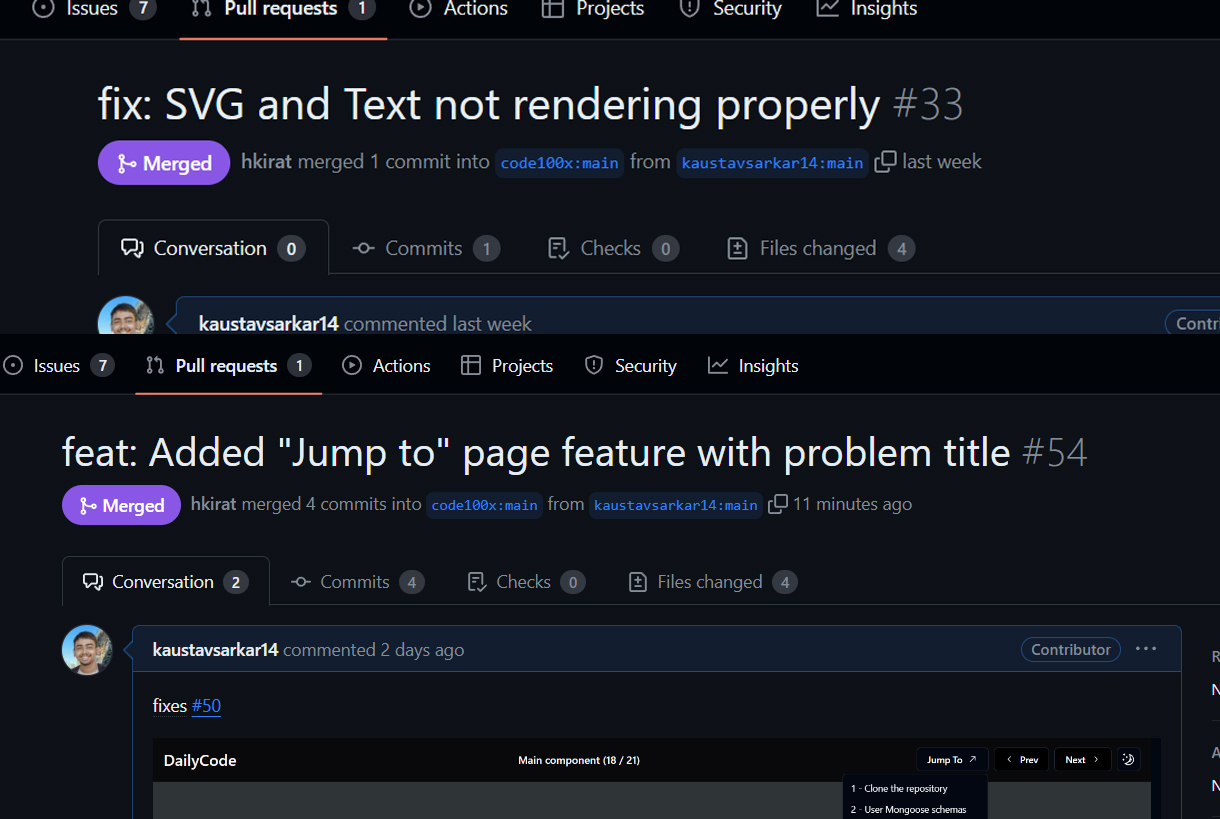 Issues 7 Pull requests 1 Actions Projects Security Insights
fix: SVG and Text not rendering properly #33
Merged hkirat merged 1 commit into code100x:main from kaustavsarkar14:main last week
Conversation 0 Commits 1 Checks 0 Files changed 4
kaustavsarkar14 commented last week Contri
Issues 7 Pull requests 1 Actions Projects Security Insights
feat: Added "Jump to" page feature with problem title #54
Merged hkirat merged 4 commits into code100x:main from kaustavsarkar14:main 11 minutes ago
Conversation 2 Commits 4 Checks 0 Files changed 4
kaustavsarkar14 commented 2 days ago Contributor ...
fixes #50
DailyCode Main component (18 / 21) Jump To Prev Next
1 - Clone the repository
2 - User Mongoose schemas